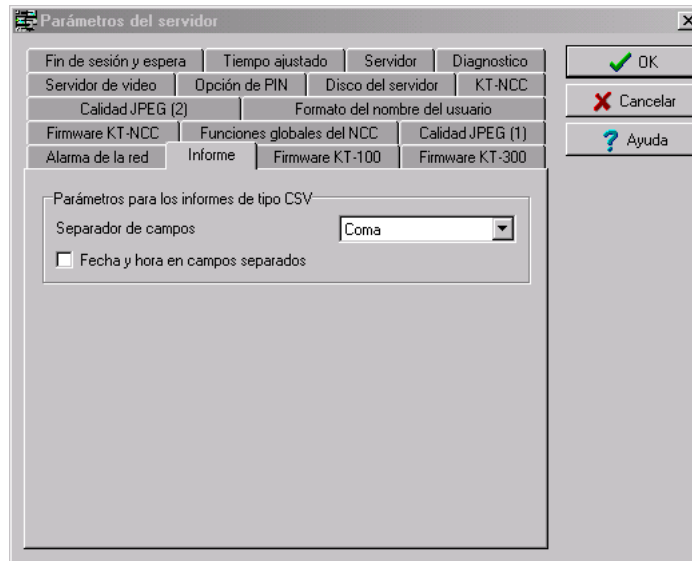 Parámetros del servidor
Fin de sesión y espera Tiempo ajustado Servidor Diagnostico
Servidor de video Opción de PIN Disco del servidor KT-NCC
Calidad JPEG (2) Formato del nombre del usuario
Firmware KT-NCC Funciones globales del NCC Calidad JPEG (1)
Alarma de la red Informe Firmware KT-100 Firmware KT-300
Parámetros para los informes de tipo CSV
Separador de campos Coma
Fecha y hora en campos separados
OK
Cancelar
Ayuda